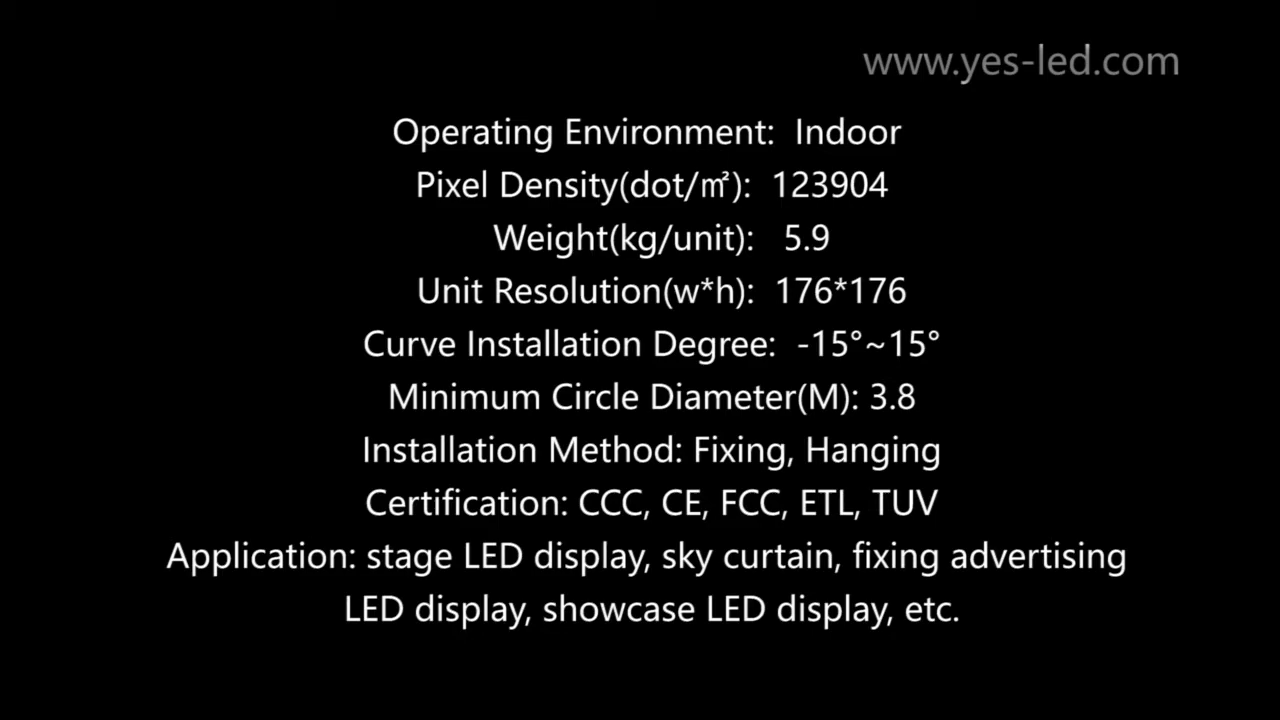 www.yes-led.com
Operating Environment:  Indoor
Pixel Density(dot/㎡):  123904
Weight(kg/unit):   5.9
Unit Resolution(w*h):  176*176
Curve Installation Degree:  -15°~15°
Minimum Circle Diameter(M): 3.8
Installation Method: Fixing, Hanging
Certification: CCC, CE, FCC, ETL, TUV
Application: stage LED display, sky curtain, fixing advertising
LED display, showcase LED display, etc.